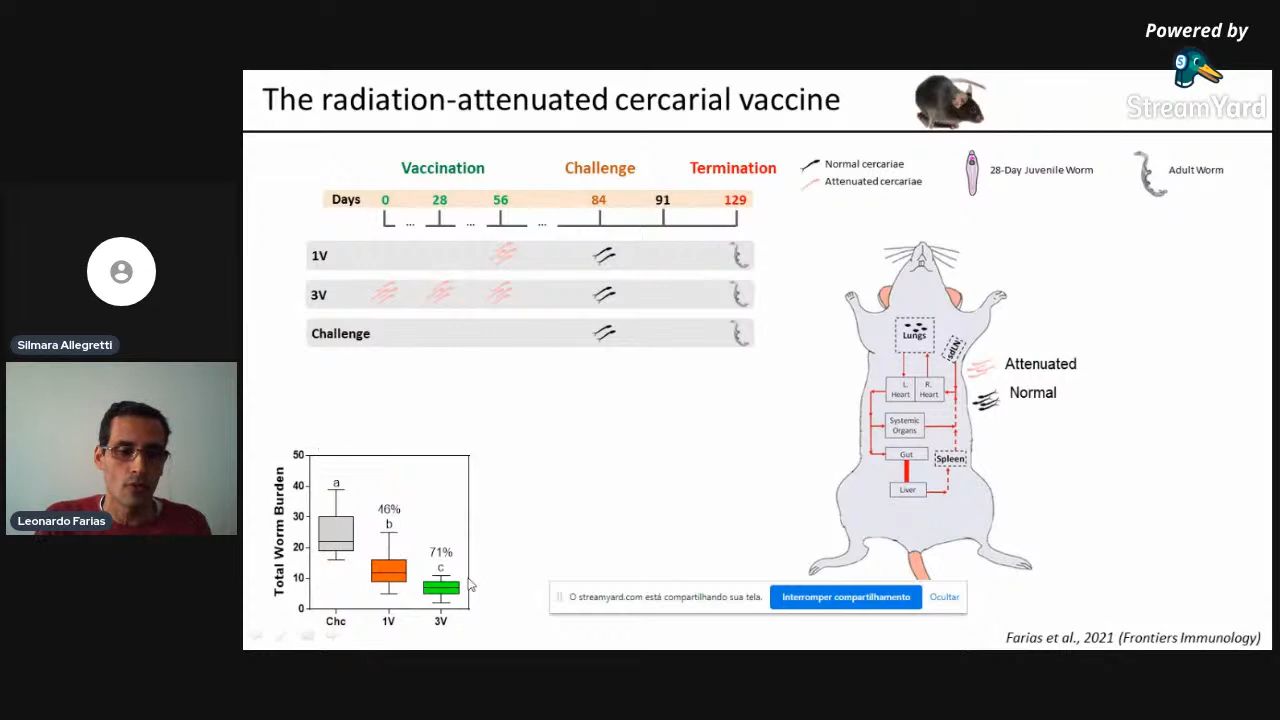 Powered by
StreamYard
The radiation-attenuated cercarial vaccine
Vaccination Challenge Termination
Days 0 28 56 84 91 129
... ... ...
1V
3V
Challenge
Normal cercariae
Attenuated cercariae
28-Day Juvenile Worm
Adult Worm
Lungs
sdLN
L. Heart
R. Heart
Systemic
Organs
Gut
Spleen
Liver
Attenuated
Normal
Silmara Allegretti
Leonardo Farias
Total Worm Burden
50
40
30
20
10
0
a
46%
b
71%
c
Chc 1V 3V
O streamyard.com está compartilhando sua tela.
Interromper compartilhamento
Ocultar
Farias et al., 2021 (Frontiers Immunology)